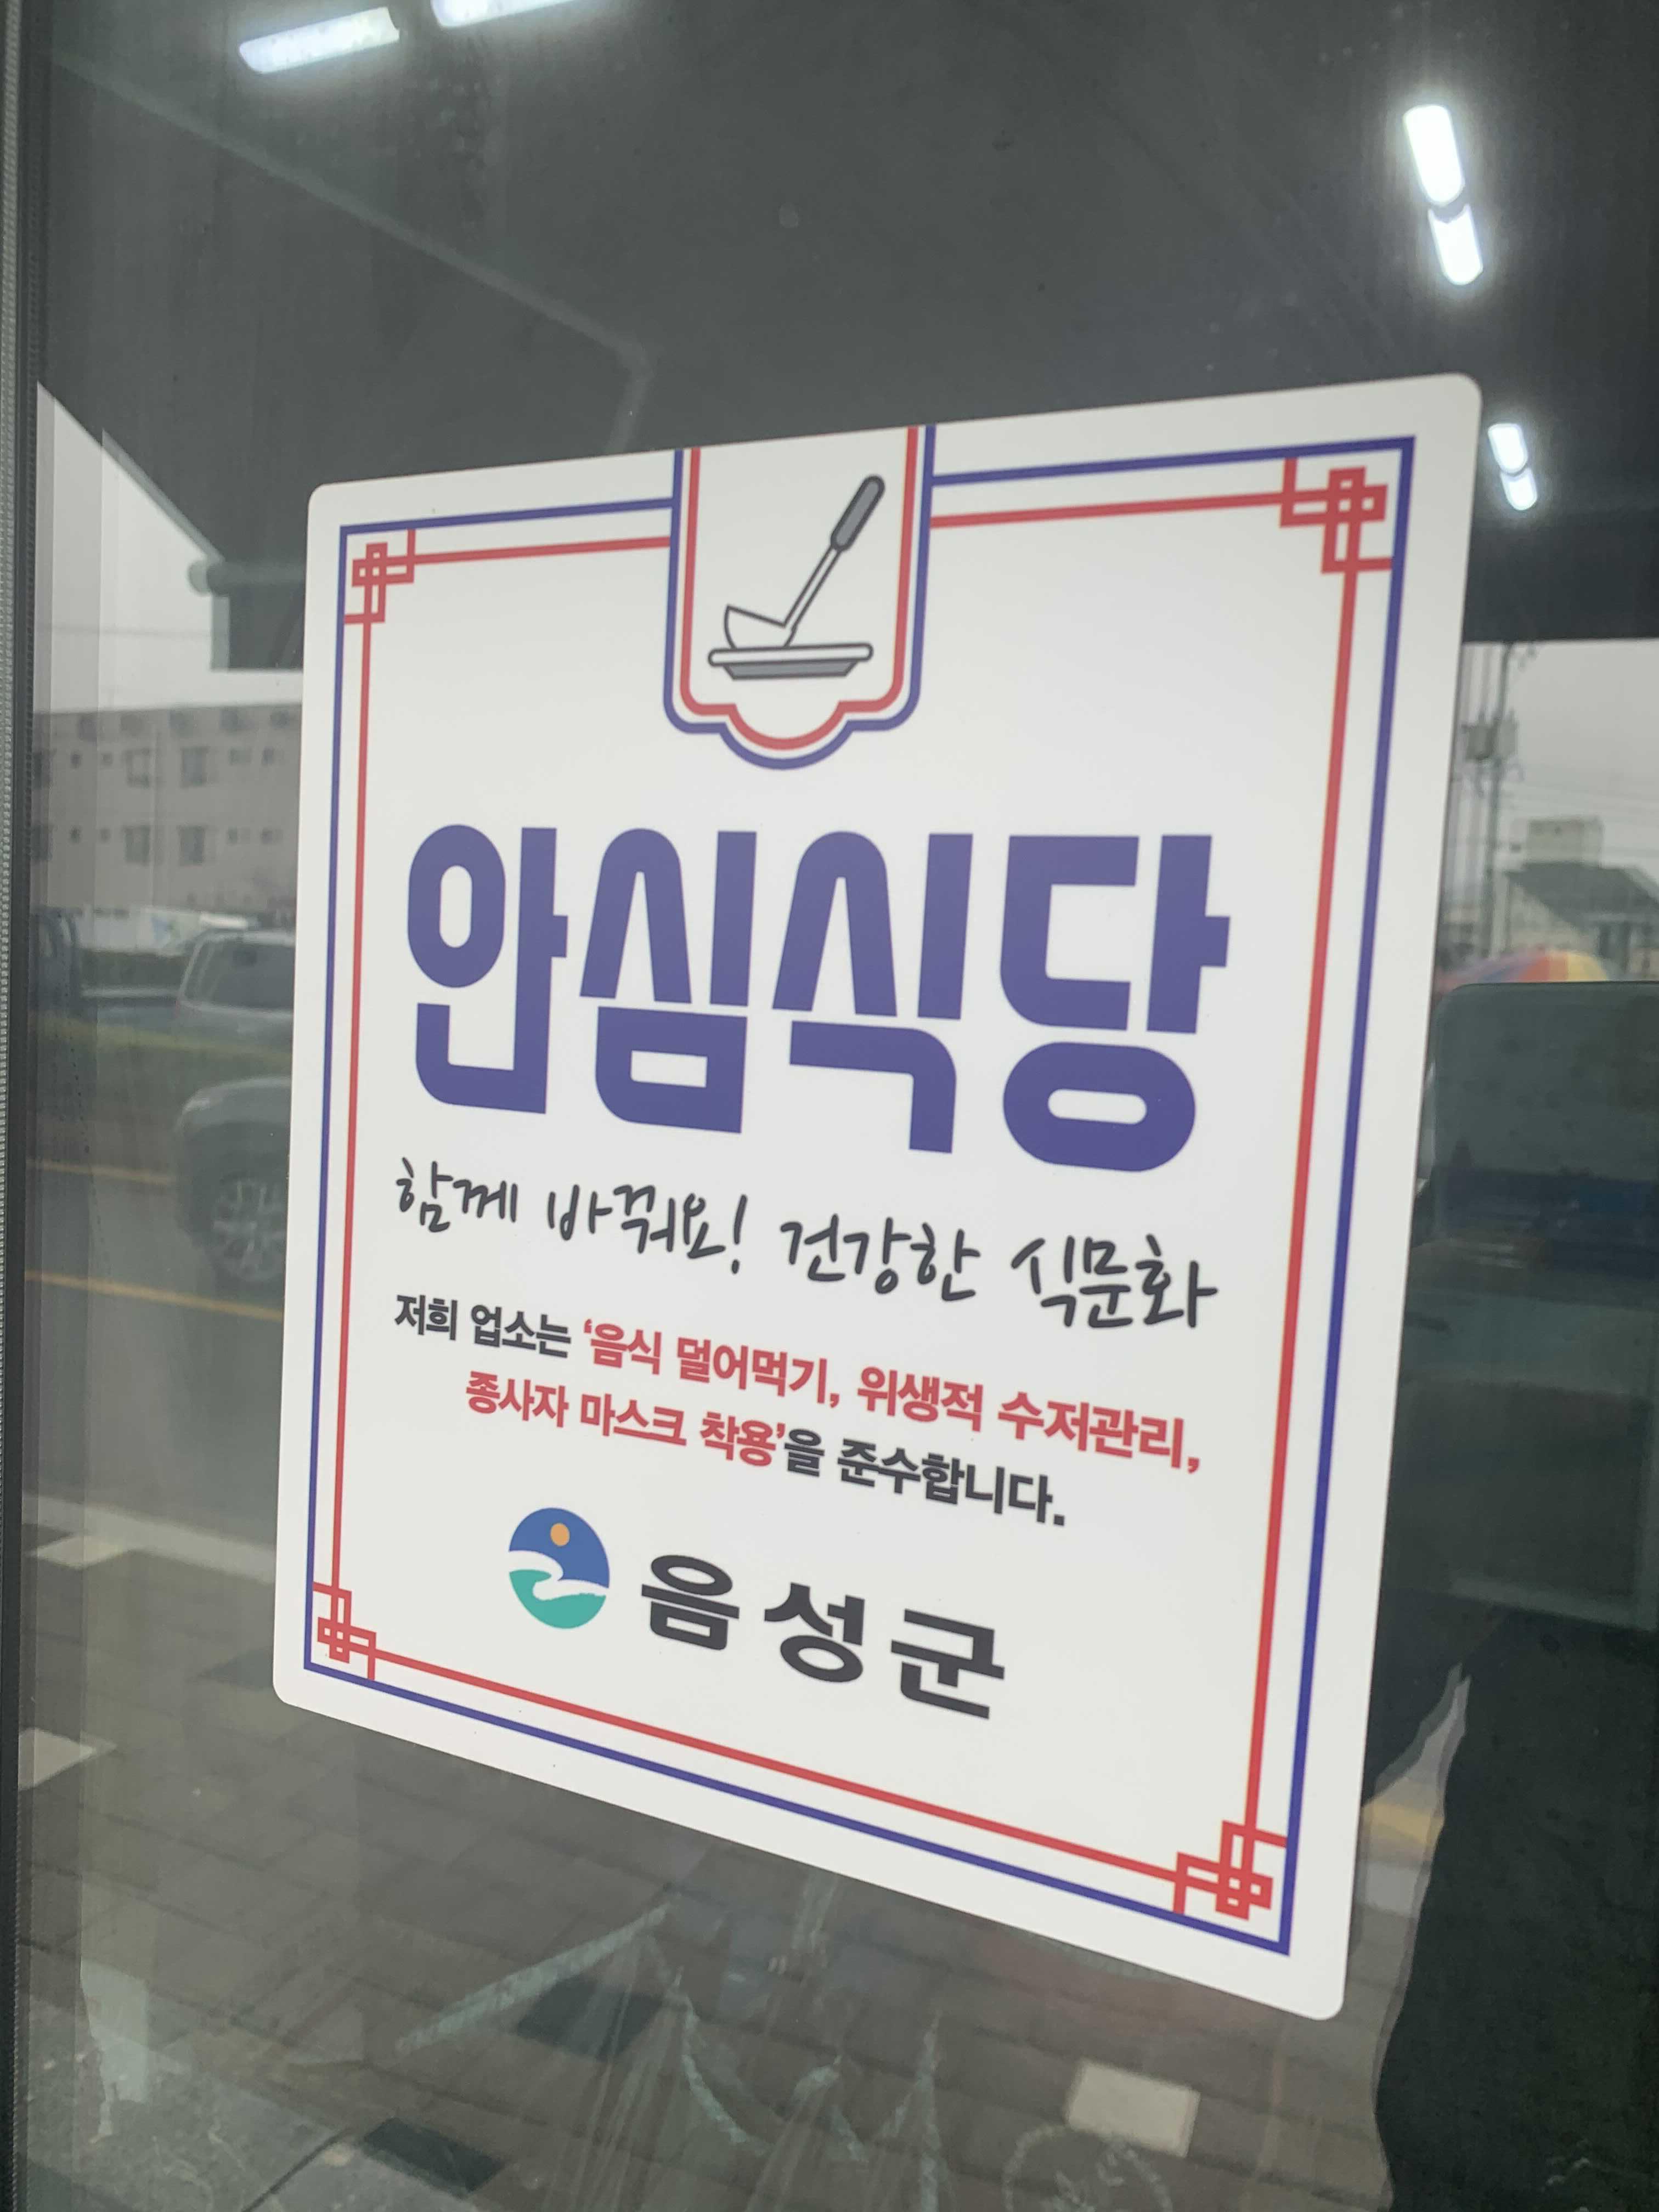 안심식당
함께 바꿔요! 건강한 식문화
저희 업소는 '음식 덜어먹기, 위생적 수저관리,
종사자 마스크 착용'을 준수합니다.
음성군